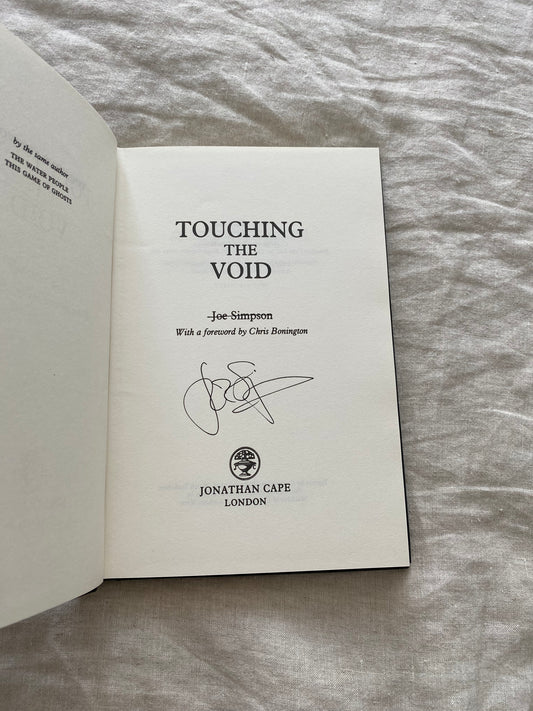 by the same author
THE WATER PEOPLE
THIS GAME OF GHOSTS
TOUCHING
THE
VOID
Joe Simpson
With a foreword by Chris Bonington
JONATHAN CAPE
LONDON